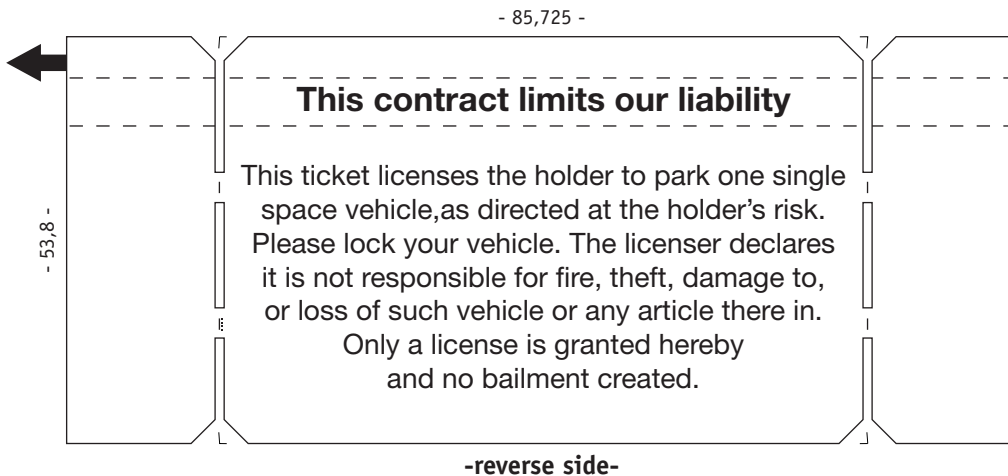 - 85,725 -
This contract limits our liability
- 53,8 -
This ticket licenses the holder to park one single
space vehicle,as directed at the holder’s risk.
Please lock your vehicle. The licenser declares
it is not responsible for fire, theft, damage to,
or loss of such vehicle or any article there in.
Only a license is granted hereby
and no bailment created.
-reverse side-